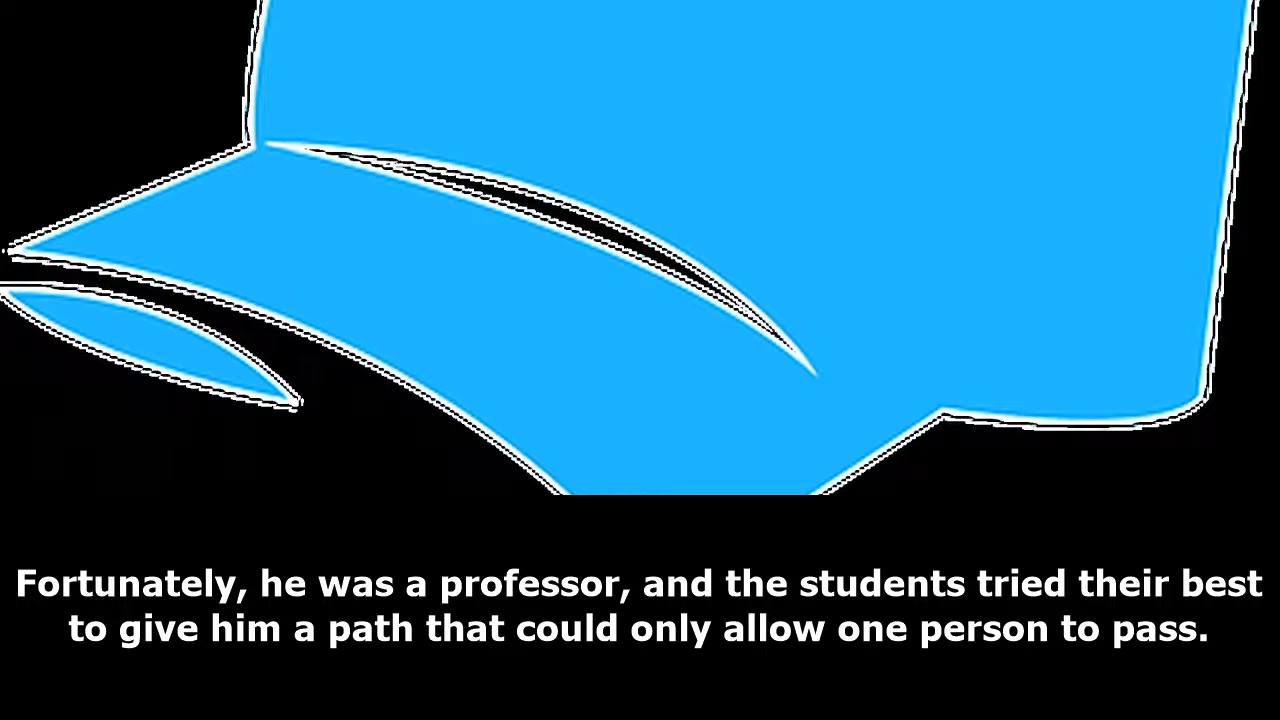 Fortunately, he was a professor, and the students tried their best
to give him a path that could only allow one person to pass.